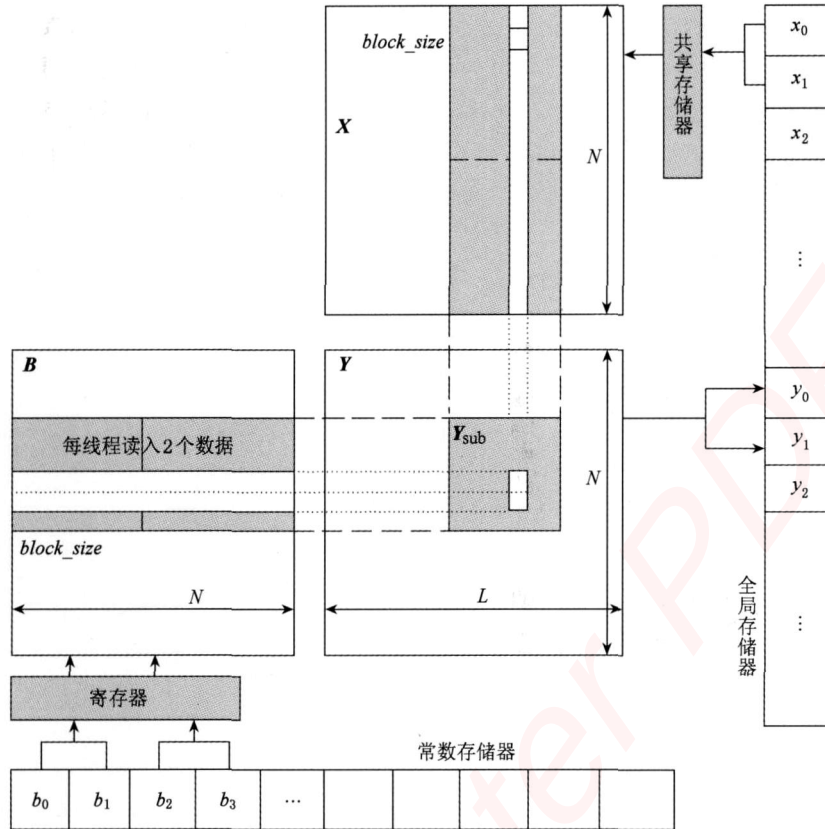 block_size
X
N
共享存储器
x0
x1
x2
⋮
B
Y
每线程读入2个数据
Ysub
N
block_size
N
L
y0
y1
y2
⋮
全局存储器
寄存器
常数存储器
b0
b1
b2
b3
…
ter PDF